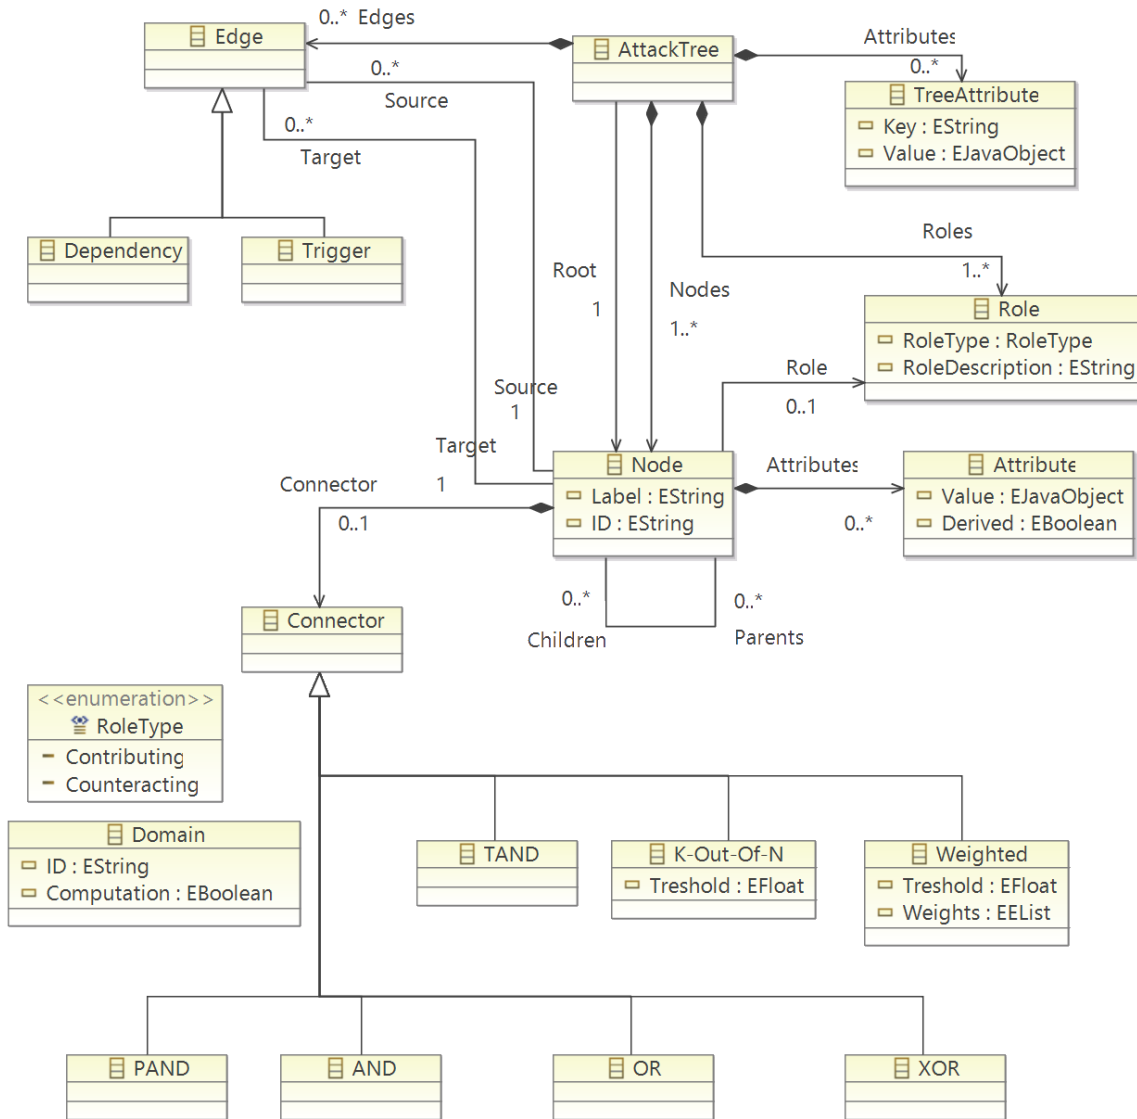 0..* Edges
Edge
AttackTree
Attributes
0..*
0..*
Source
TreeAttribute
Key : EString
Value : EJavaObject
0..*
Target
Dependency
Trigger
Roles
1..*
Root
1
Nodes
1..*
Role
RoleType : RoleType
RoleDescription : EString
Role
0..1
Source
1
Target
1
Node
Label : EString
ID : EString
Attributes
0..*
Attribute
Value : EJavaObject
Derived : EBoolean
Connector
0..1
0..*
Children
0..*
Parents
Connector
<<enumeration>>
RoleType
Contributing
Counteracting
Domain
ID : EString
Computation : EBoolean
TAND
K-Out-Of-N
Treshold : EFloat
Weighted
Treshold : EFloat
Weights : EEList
PAND
AND
OR
XOR